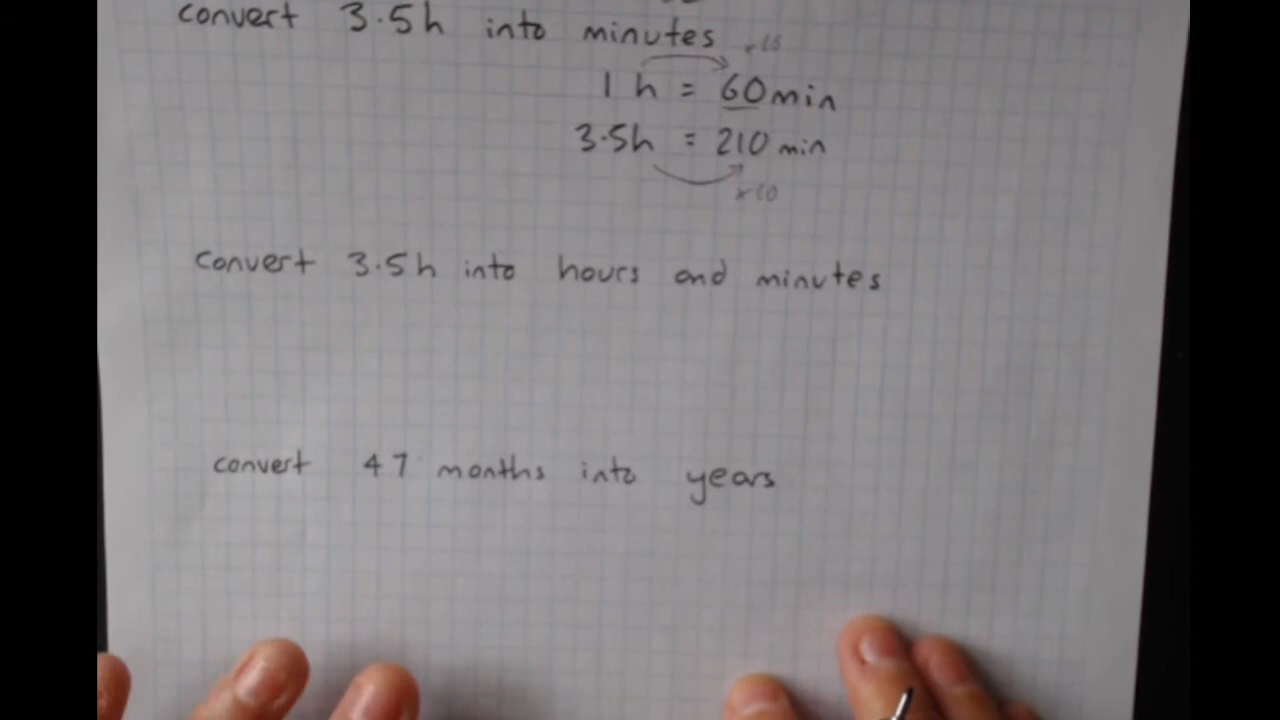 convert 3.5h into minutes
1 h = 60min
3.5h = 210 min
convert 3.5h into hours and minutes
convert 47 months into years